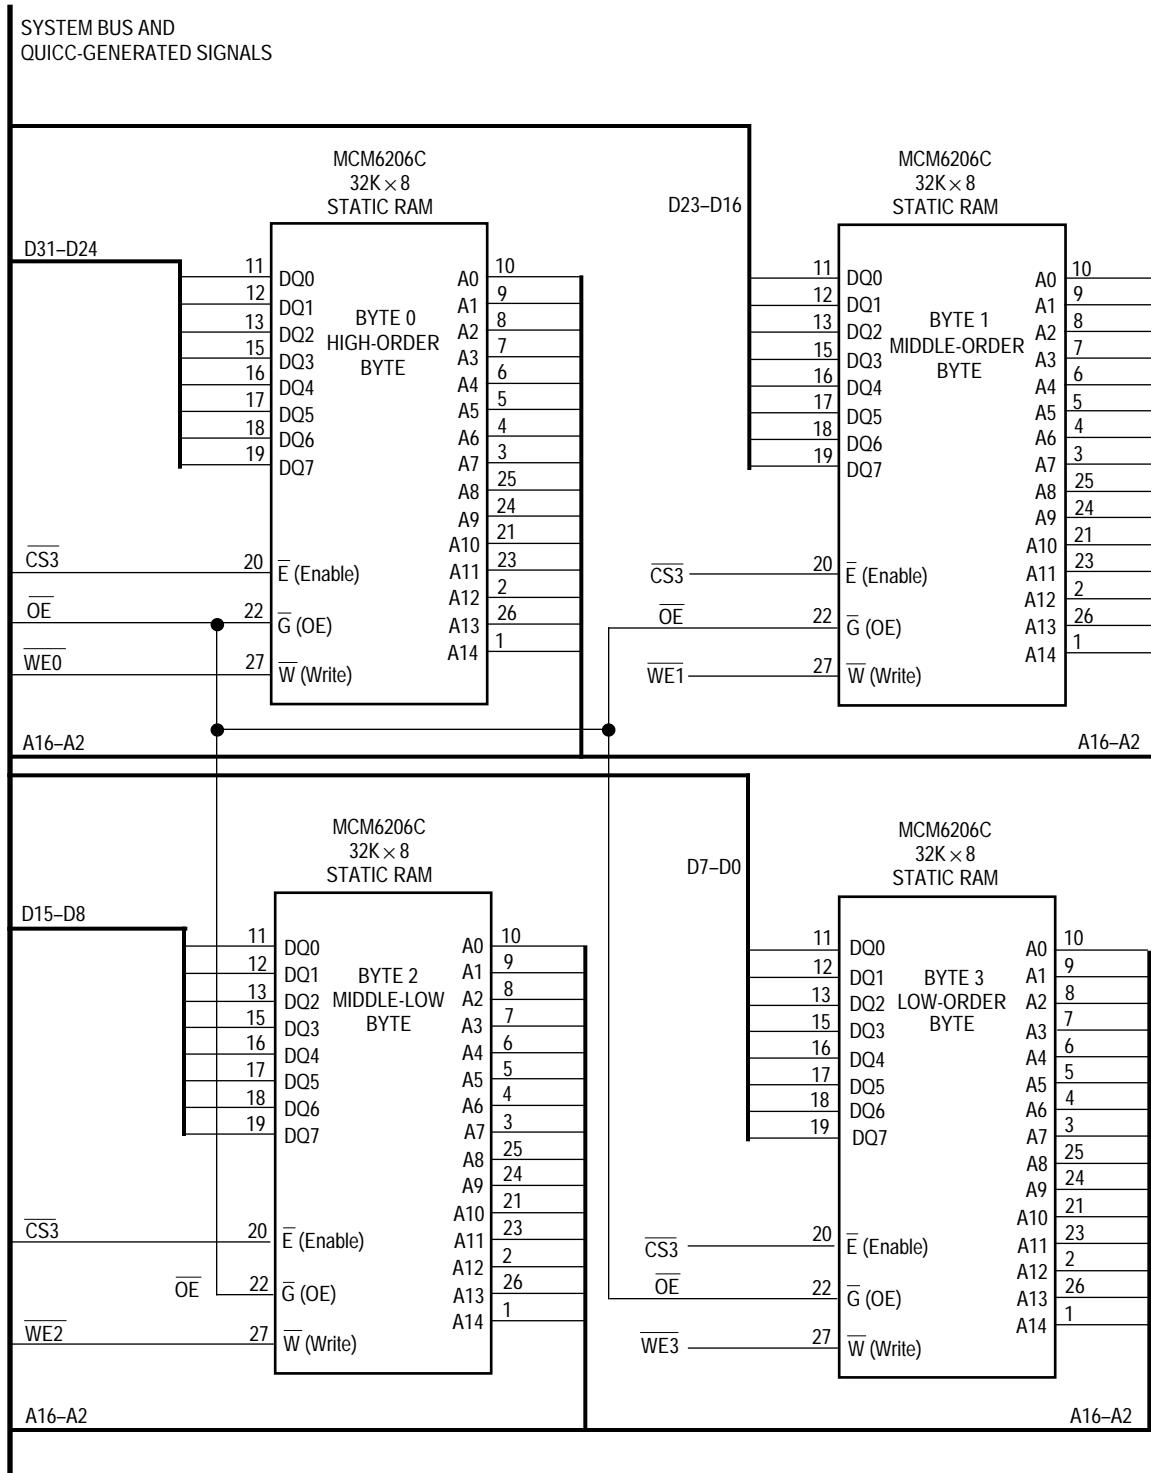 SYSTEM BUS AND
QUICC-GENERATED SIGNALS
MCM6206C
32K × 8
STATIC RAM
D31–D24
11 DQ0
12 DQ1
13 DQ2
15 DQ3
16 DQ4
17 DQ5
18 DQ6
19 DQ7
BYTE 0
HIGH-ORDER
BYTE
A0 10
A1 9
A2 8
A3 7
A4 6
A5 5
A6 4
A7 3
A8 25
A9 24
A10 21
A11 23
A12 2
A13 26
A14 1
C̅S̅3̅ 20 E̅ (Enable)
O̅E̅ 22 G̅ (OE)
W̅E̅0̅ 27 W̅ (Write)
A16–A2
MCM6206C
32K × 8
STATIC RAM
D23–D16
11 DQ0
12 DQ1
13 DQ2
15 DQ3
16 DQ4
17 DQ5
18 DQ6
19 DQ7
BYTE 1
MIDDLE-ORDER
BYTE
A0 10
A1 9
A2 8
A3 7
A4 6
A5 5
A6 4
A7 3
A8 25
A9 24
A10 21
A11 23
A12 2
A13 26
A14 1
C̅S̅3̅ 20 E̅ (Enable)
O̅E̅ 22 G̅ (OE)
W̅E̅1̅ 27 W̅ (Write)
A16–A2
MCM6206C
32K × 8
STATIC RAM
D15–D8
11 DQ0
12 DQ1
13 DQ2
15 DQ3
16 DQ4
17 DQ5
18 DQ6
19 DQ7
BYTE 2
MIDDLE-LOW
BYTE
A0 10
A1 9
A2 8
A3 7
A4 6
A5 5
A6 4
A7 3
A8 25
A9 24
A10 21
A11 23
A12 2
A13 26
A14 1
C̅S̅3̅ 20 E̅ (Enable)
O̅E̅ 22 G̅ (OE)
W̅E̅2̅ 27 W̅ (Write)
A16–A2
MCM6206C
32K × 8
STATIC RAM
D7–D0
11 DQ0
12 DQ1
13 DQ2
15 DQ3
16 DQ4
17 DQ5
18 DQ6
19 DQ7
BYTE 3
LOW-ORDER
BYTE
A0 10
A1 9
A2 8
A3 7
A4 6
A5 5
A6 4
A7 3
A8 25
A9 24
A10 21
A11 23
A12 2
A13 26
A14 1
C̅S̅3̅ 20 E̅ (Enable)
O̅E̅ 22 G̅ (OE)
W̅E̅3̅ 27 W̅ (Write)
A16–A2